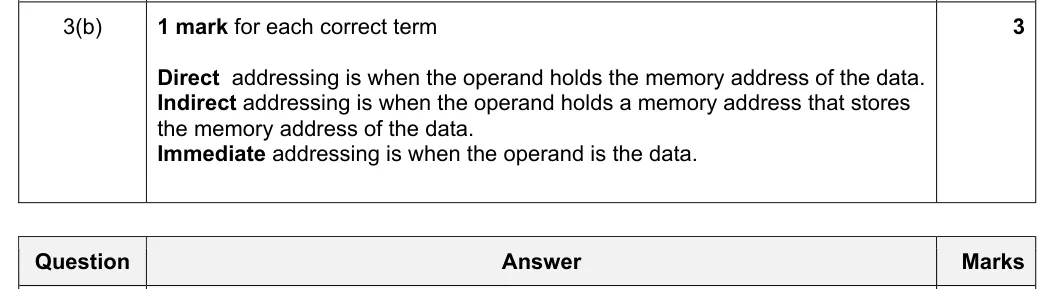 3(b) 1 mark for each correct term 3
Direct addressing is when the operand holds the memory address of the data.
Indirect addressing is when the operand holds a memory address that stores
the memory address of the data.
Immediate addressing is when the operand is the data.
Question Answer Marks